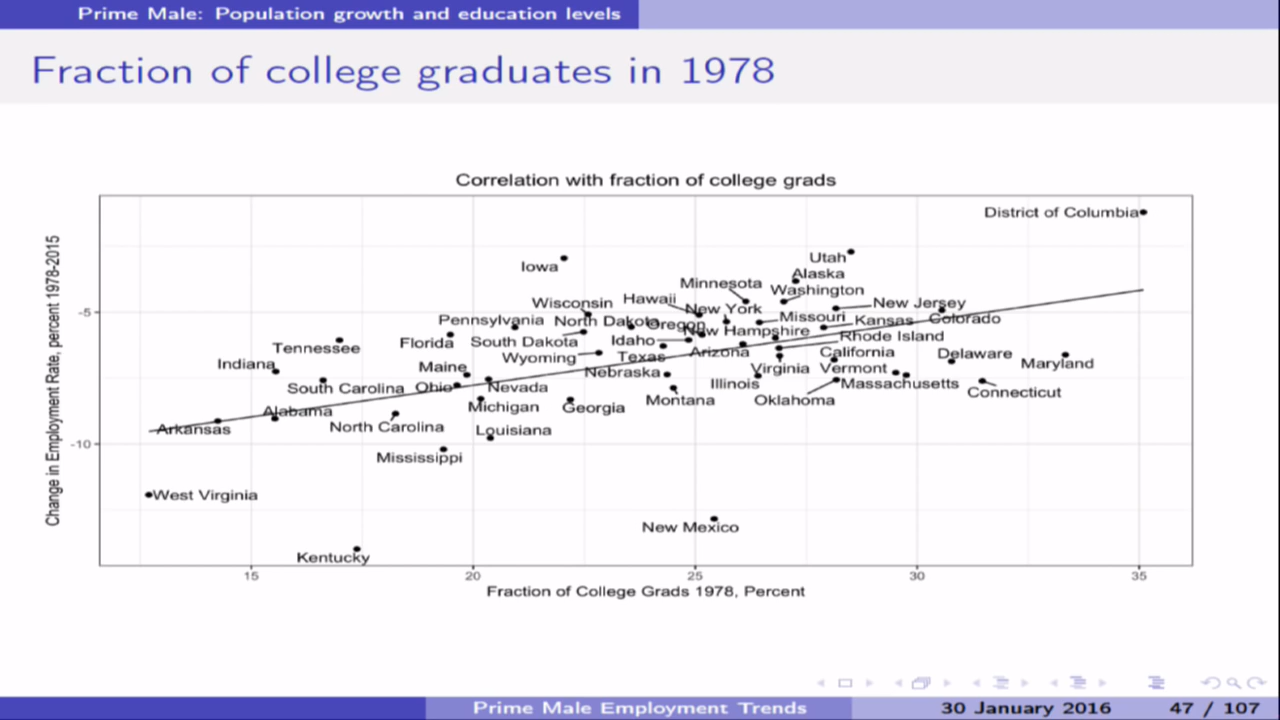 Prime Male: Population growth and education levels
Fraction of college graduates in 1978
Correlation with fraction of college grads
Change in Employment Rate, percent 1978-2015
-5
-10
District of Columbia
Utah
Iowa
Alaska
Minnesota
Washington
Wisconsin
Hawaii
New York
New Jersey
Pennsylvania
North Dakota
Oregon
Missouri
Kansas
Colorado
New Hampshire
Florida
South Dakota
Idaho
Rhode Island
Tennessee
Wyoming
Texas
Arizona
California
Delaware
Indiana
Maine
Nebraska
Virginia
Vermont
Maryland
South Carolina
Ohio
Nevada
Illinois
Massachusetts
Montana
Oklahoma
Connecticut
Alabama
Michigan
Georgia
Arkansas
North Carolina
Louisiana
Mississippi
West Virginia
New Mexico
Kentucky
15 20 25 30 35
Fraction of College Grads 1978, Percent
Prime Male Employment Trends 30 January 2016 47 / 107